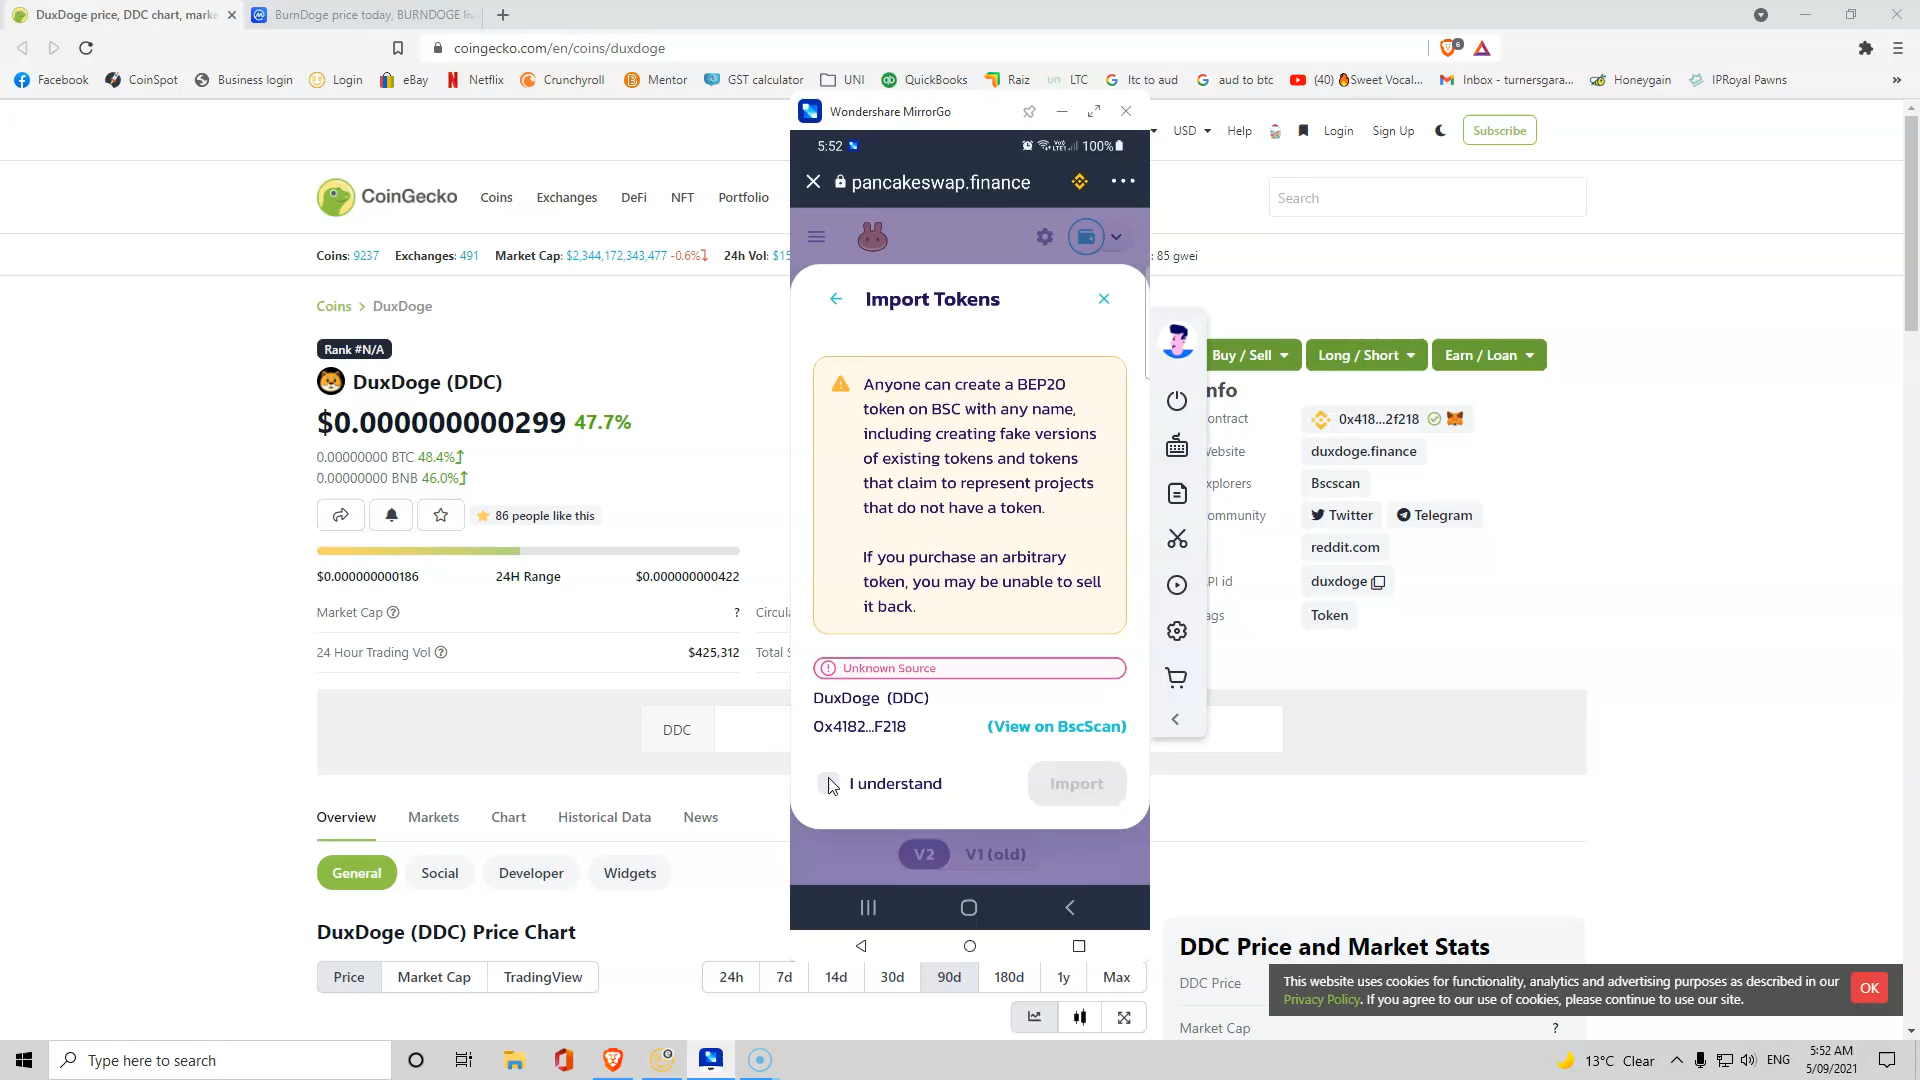 DuxDoge price, DDC chart, marke
BurnDoge price today, BURNDOGE li
coingecko.com/en/coins/duxdoge
6
Facebook
CoinSpot
Business login
Login
eBay
Netflix
Crunchyroll
Mentor
GST calculator
UNI
QuickBooks
Raiz
un LTC
ltc to aud
aud to btc
(40) Sweet Vocal...
Inbox - turnersgara...
Honeygain
IPRoyal Pawns
Wondershare MirrorGo
USD
Help
Login
Sign Up
Subscribe
5:52
100%
pancakeswap.finance
CoinGecko
Coins
Exchanges
DeFi
NFT
Portfolio
Search
Coins: 9237
Exchanges: 491
Market Cap: $2,344,172,343,477 -0.6%
24h Vol: $15
: 85 gwei
Coins > DuxDoge
Rank #N/A
DuxDoge (DDC)
$0.000000000299 47.7%
0.00000000 BTC 48.4%
0.00000000 BNB 46.0%
86 people like this
$0.000000000186
24H Range
$0.000000000422
Market Cap
?
Circula
24 Hour Trading Vol
$425,312
Total S
DDC
Import Tokens
Anyone can create a BEP20
token on BSC with any name,
including creating fake versions
of existing tokens and tokens
that claim to represent projects
that do not have a token.
If you purchase an arbitrary
token, you may be unable to sell
it back.
Unknown Source
DuxDoge (DDC)
0x4182...F218
(View on BscScan)
I understand
Import
V2
V1 (old)
Buy / Sell
Long / Short
Earn / Loan
nfo
ontract
0x418...2f218
Website
duxdoge.finance
xplorers
Bscscan
ommunity
Twitter
Telegram
reddit.com
PI id
duxdoge
ags
Token
Overview
Markets
Chart
Historical Data
News
General
Social
Developer
Widgets
DuxDoge (DDC) Price Chart
Price
Market Cap
TradingView
24h
7d
14d
30d
90d
180d
1y
Max
DDC Price and Market Stats
DDC Price
Market Cap
?
This website uses cookies for functionality, analytics and advertising purposes as described in our
Privacy Policy. If you agree to our use of cookies, please continue to use our site.
OK
Type here to search
13°C Clear
ENG
5:52 AM
5/09/2021